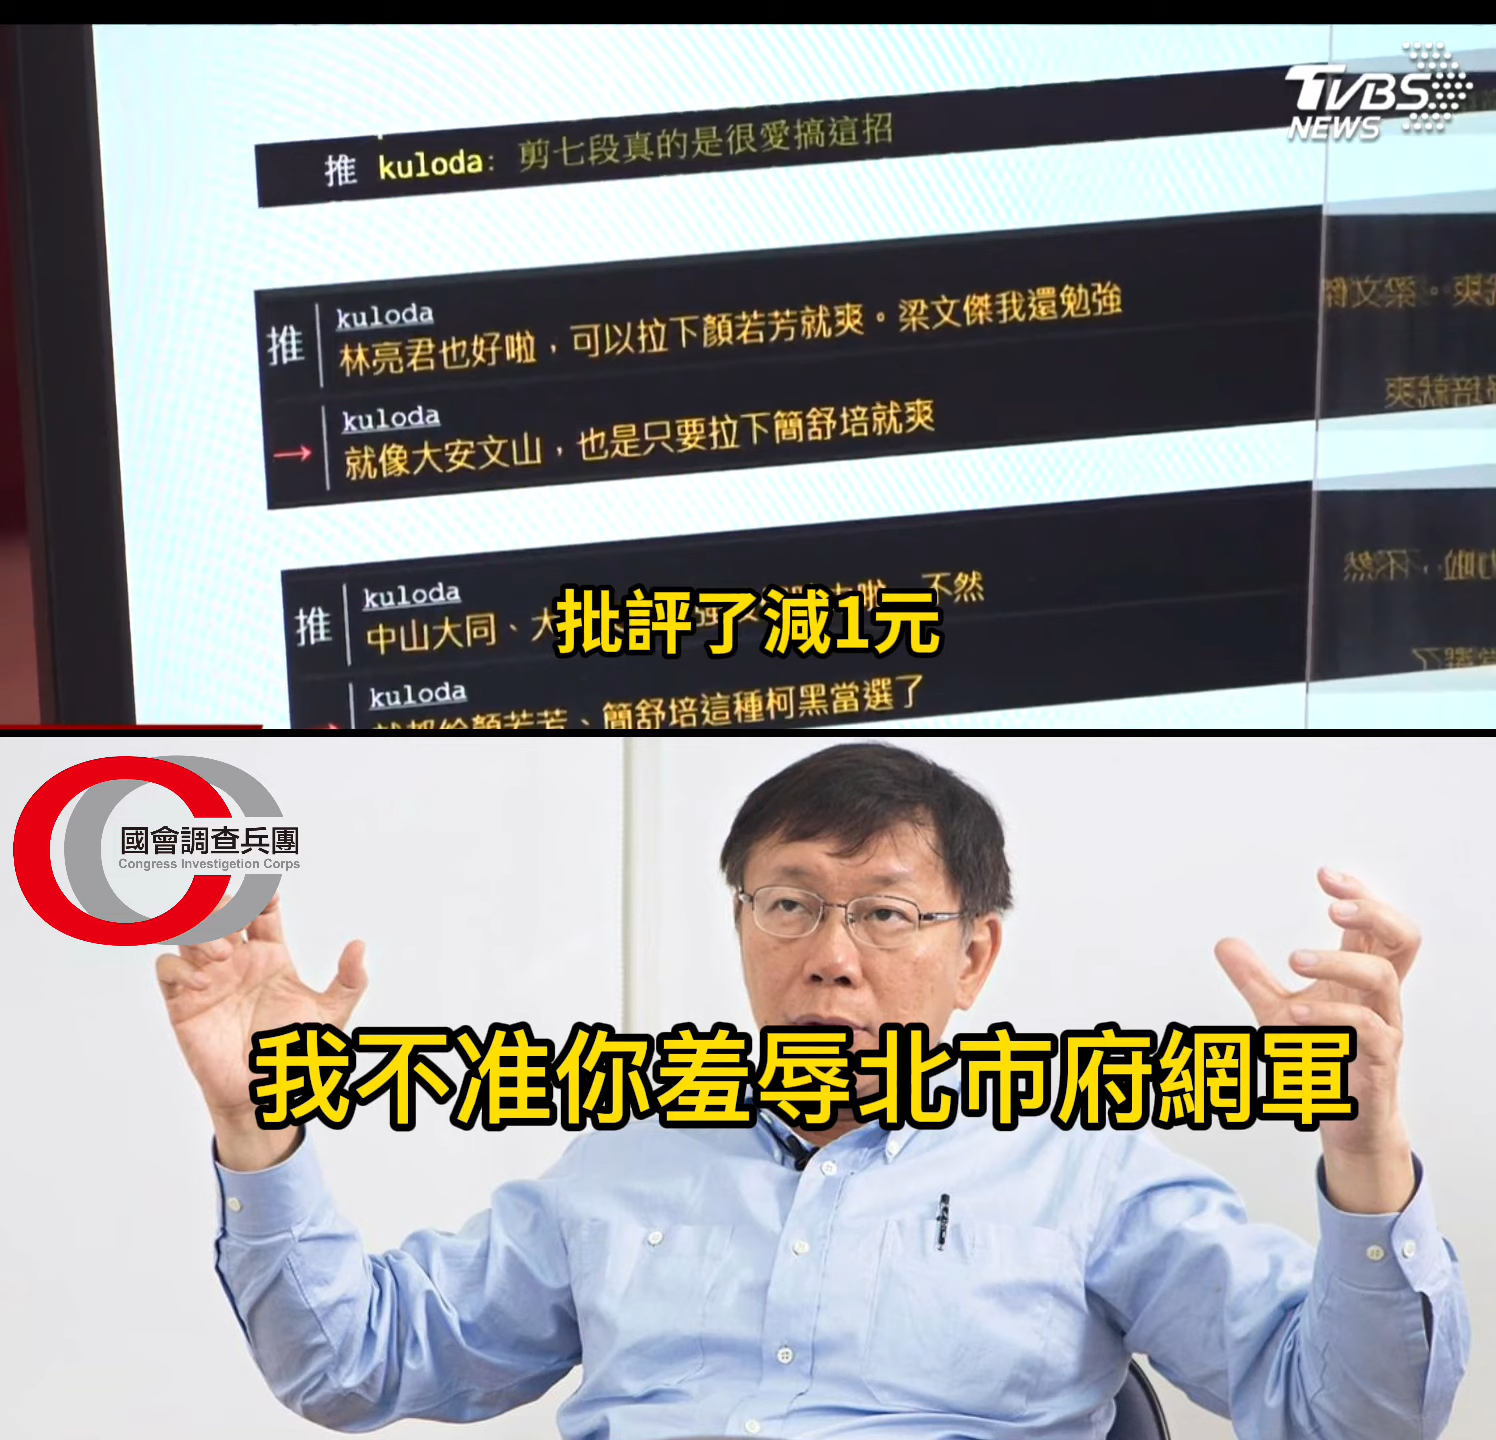 TVBS
NEWS
推 kuloda: 剪七段真的是很愛搞這招
推
kuloda
林亮君也好啦，可以拉下顏若芳就爽。梁文傑我還勉強
→
kuloda
就像大安文山，也是只要拉下簡舒培就爽
推
kuloda
中山大同、大
不然
批評了減1元
kuloda
簡舒培這種柯黑當選了
國會調查兵團
Congress Investigetion Corps
我不准你羞辱北市府網軍